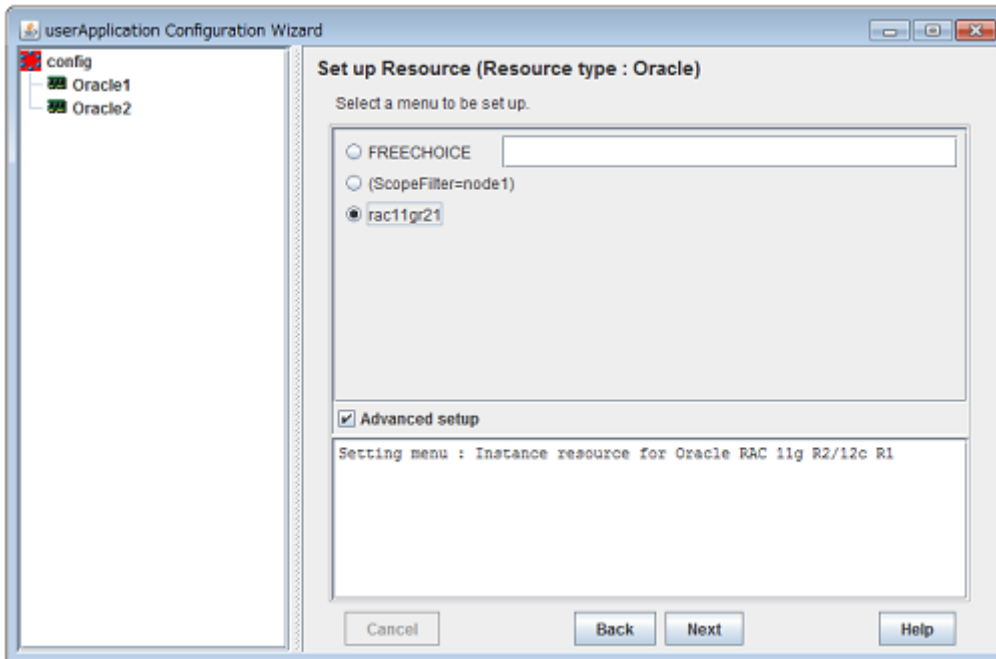 userApplication Configuration Wizard
config
Oracle1
Oracle2
Set up Resource (Resource type : Oracle)
Select a menu to be set up.
FREECHOICE
(ScopeFilter=node1)
rac11gr21
Advanced setup
Setting menu : Instance resource for Oracle RAC 11g R2/12c R1
Cancel
Back
Next
Help